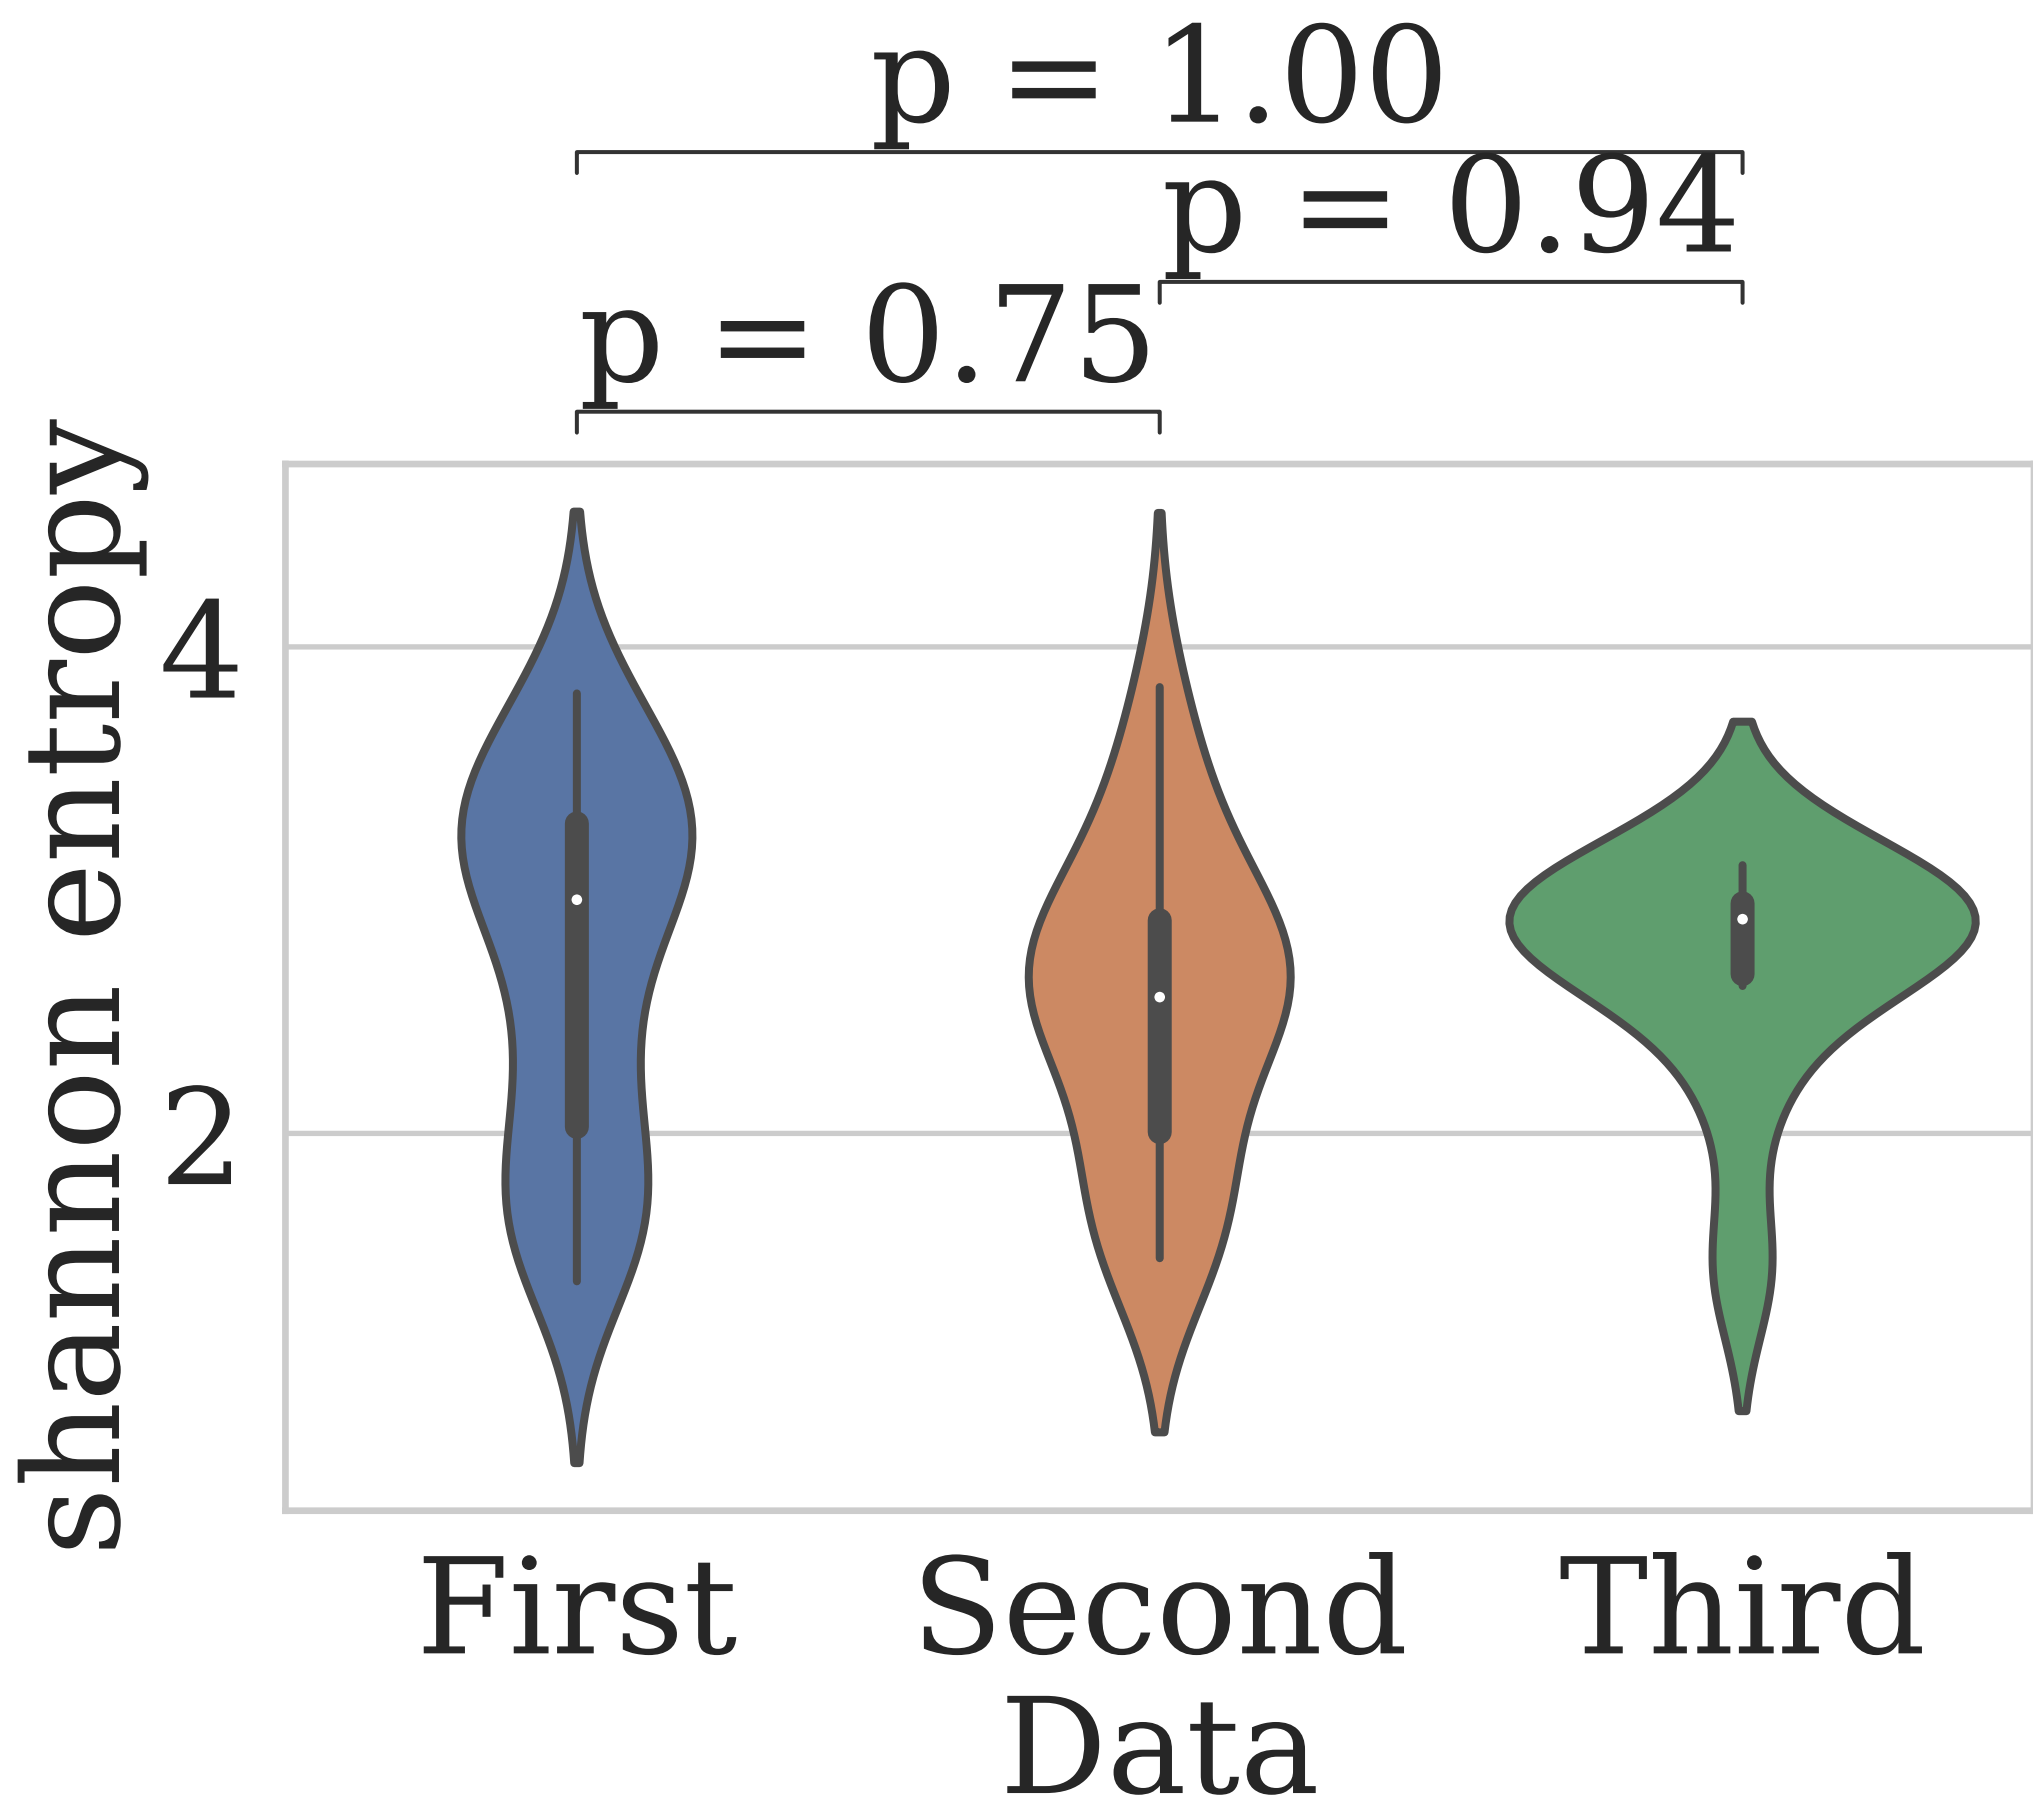 p = 1.00
p = 0.94
p = 0.75
shannon entropy
4
2
First Second Third
Data